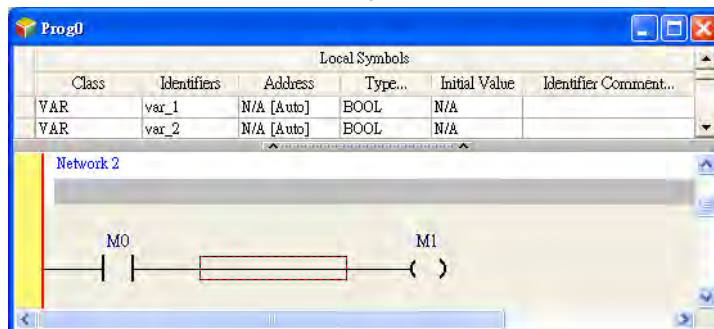 Prog0
Local Symbols
Class Identifiers Address Type... Initial Value Identifier Comment...
VAR var_1 N/A [Auto] BOOL N/A
VAR var_2 N/A [Auto] BOOL N/A
Network 2
M0 M1